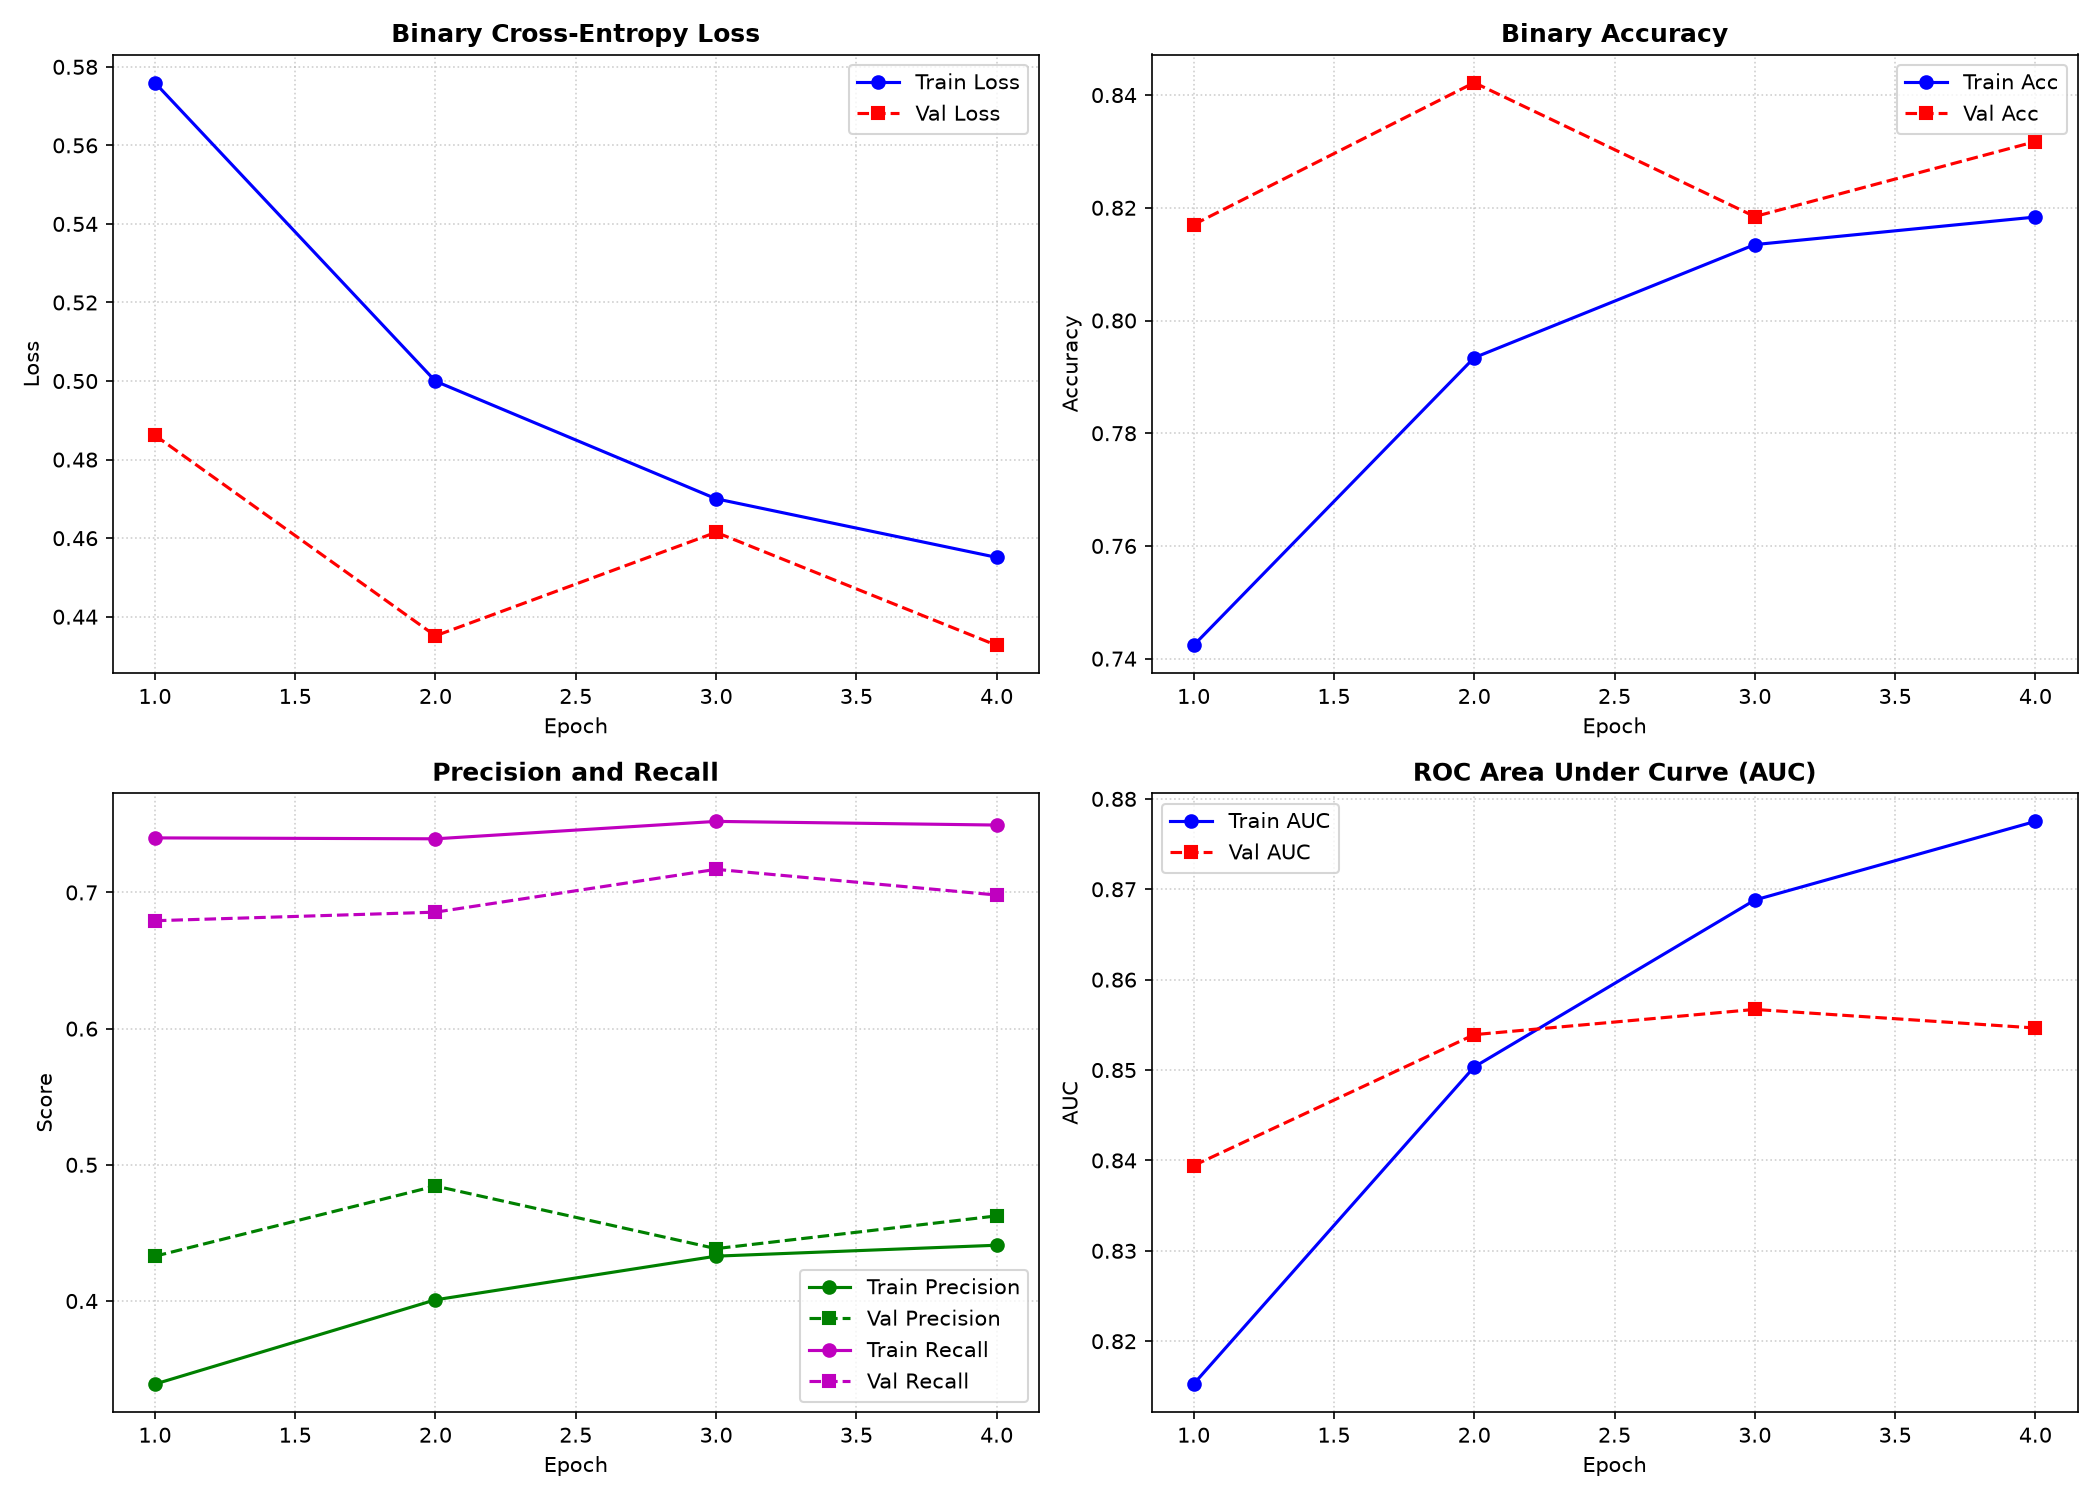 Binary Cross-Entropy Loss
0.58
0.56
0.54
0.52
0.50
0.48
0.46
0.44
Loss
Train Loss
Val Loss
1.0 1.5 2.0 2.5 3.0 3.5 4.0
Epoch
Binary Accuracy
0.84
0.82
0.80
0.78
0.76
0.74
Accuracy
Train Acc
Val Acc
1.0 1.5 2.0 2.5 3.0 3.5 4.0
Epoch
Precision and Recall
0.7
0.6
0.5
0.4
Score
Train Precision
Val Precision
Train Recall
Val Recall
1.0 1.5 2.0 2.5 3.0 3.5 4.0
Epoch
ROC Area Under Curve (AUC)
0.88
0.87
0.86
0.85
0.84
0.83
0.82
AUC
Train AUC
Val AUC
1.0 1.5 2.0 2.5 3.0 3.5 4.0
Epoch